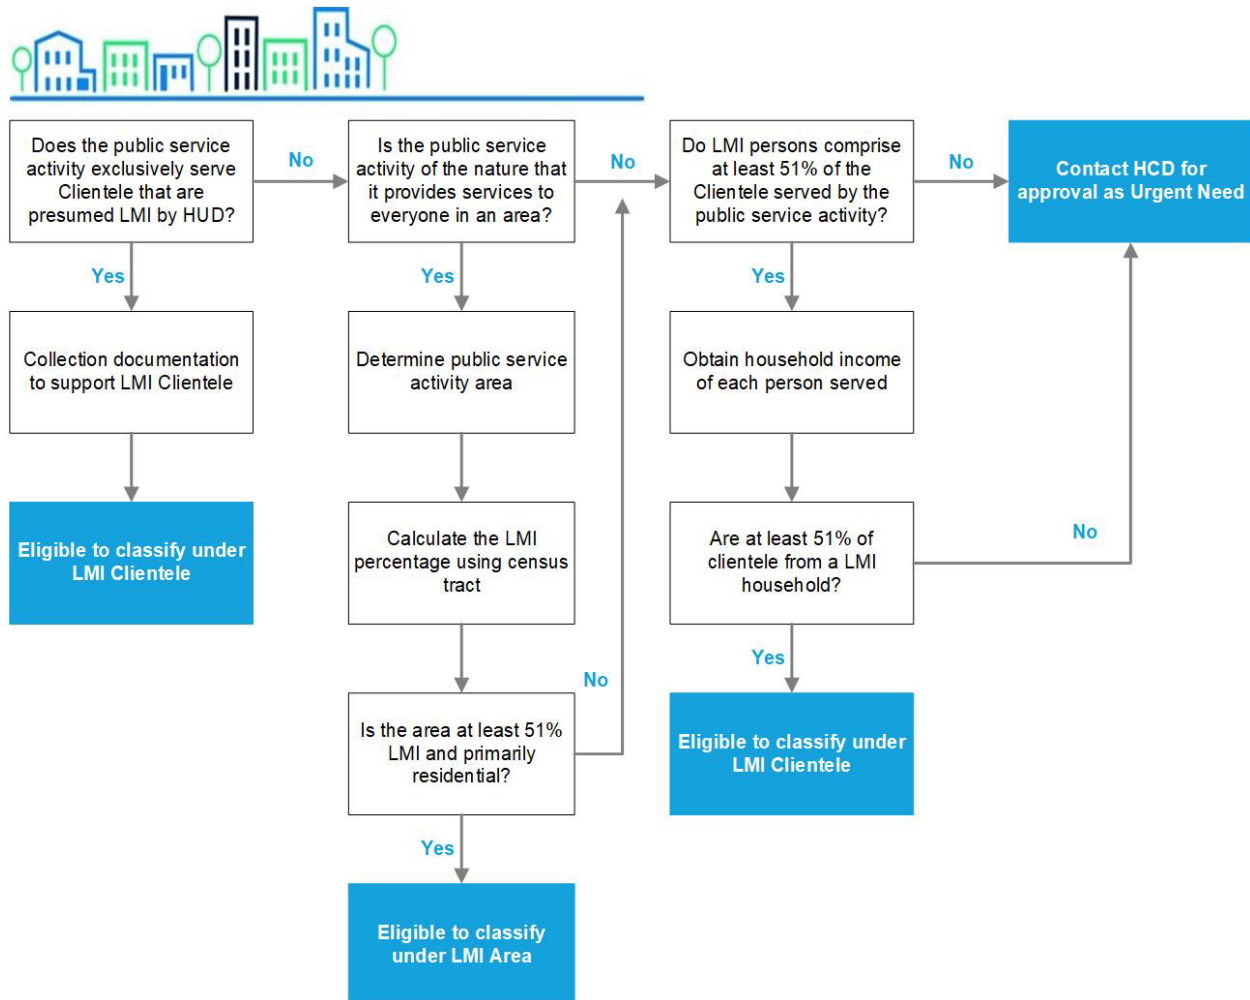 Does the public service
activity exclusively serve
Clientele that are
presumed LMI by HUD?
No
Is the public service
activity of the nature that
it provides services to
everyone in an area?
No
Do LMI persons comprise
at least 51% of the
Clientele served by the
public service activity?
No
Contact HCD for
approval as Urgent Need
Yes
Yes
Yes
Collection documentation
to support LMI Clientele
Determine public service
activity area
Obtain household income
of each person served
Eligible to classify under
LMI Clientele
Calculate the LMI
percentage using census
tract
Are at least 51% of
clientele from a LMI
household?
No
Yes
No
Is the area at least 51%
LMI and primarily
residential?
Eligible to classify under
LMI Clientele
Yes
Eligible to classify
under LMI Area